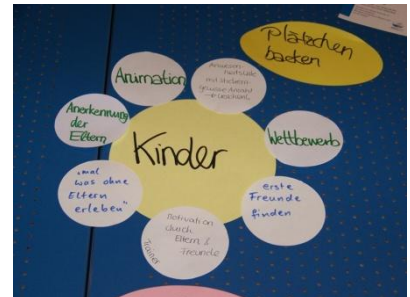 Plätzchen
backen
Animation
Anerkennung
der
Eltern
Kinder
Wettbewerb
"mal
was ohne
Eltern
erleben"
erste
Freunde
finden
Motivation
durch
Eltern &
Freunde
Trainer